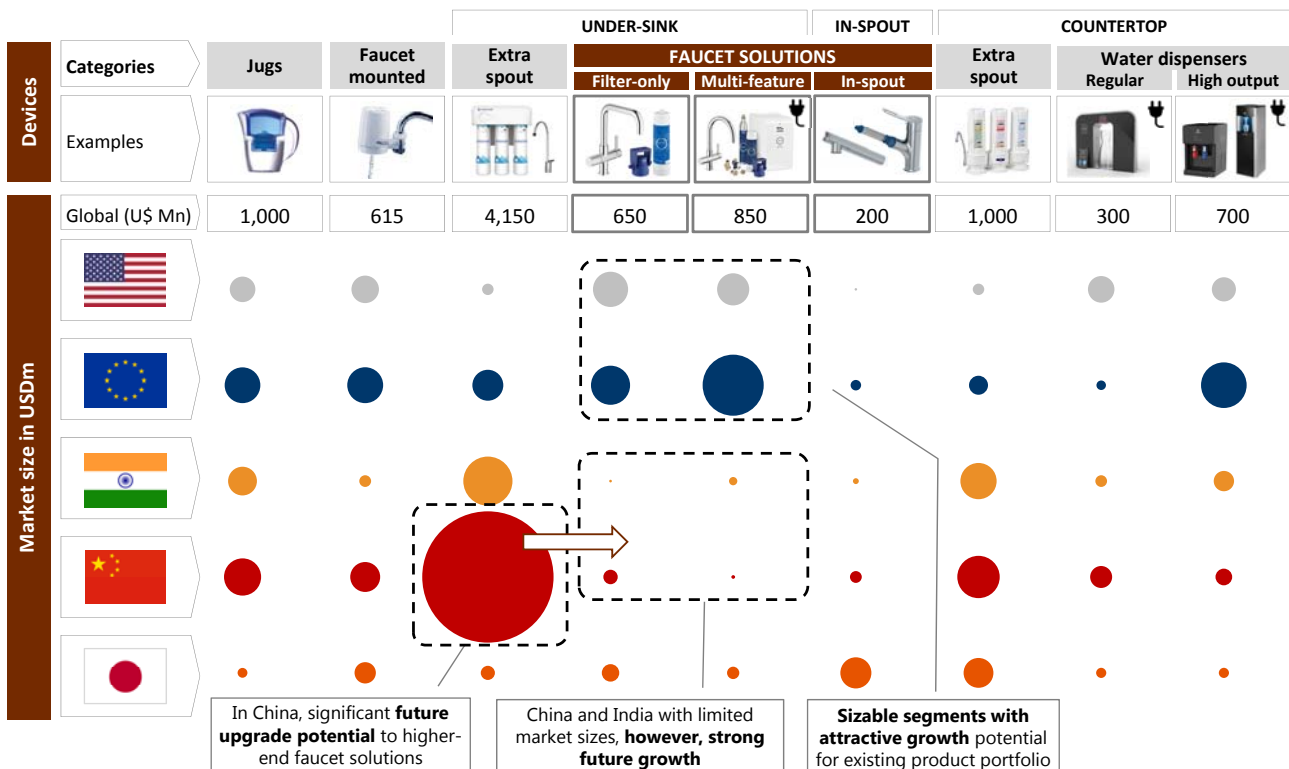 UNDER-SINK
IN-SPOUT
COUNTERTOP
Devices
Categories
Jugs
Faucet
mounted
Extra
spout
FAUCET SOLUTIONS
Filter-only
Multi-feature
In-spout
Extra
spout
Water dispensers
Regular
High output
Examples
Market size in USDm
Global (U$ Mn)
1,000
615
4,150
650
850
200
1,000
300
700
In China, significant future
upgrade potential to higher-
end faucet solutions
China and India with limited
market sizes, however, strong
future growth
Sizable segments with
attractive growth potential
for existing product portfolio